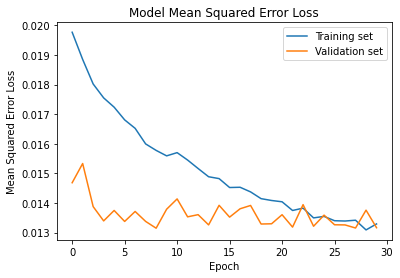 Model Mean Squared Error Loss
Training set
Validation set
0.020
0.019
0.018
0.017
0.016
0.015
0.014
0.013
Mean Squared Error Loss
0 5 10 15 20 25 30
Epoch